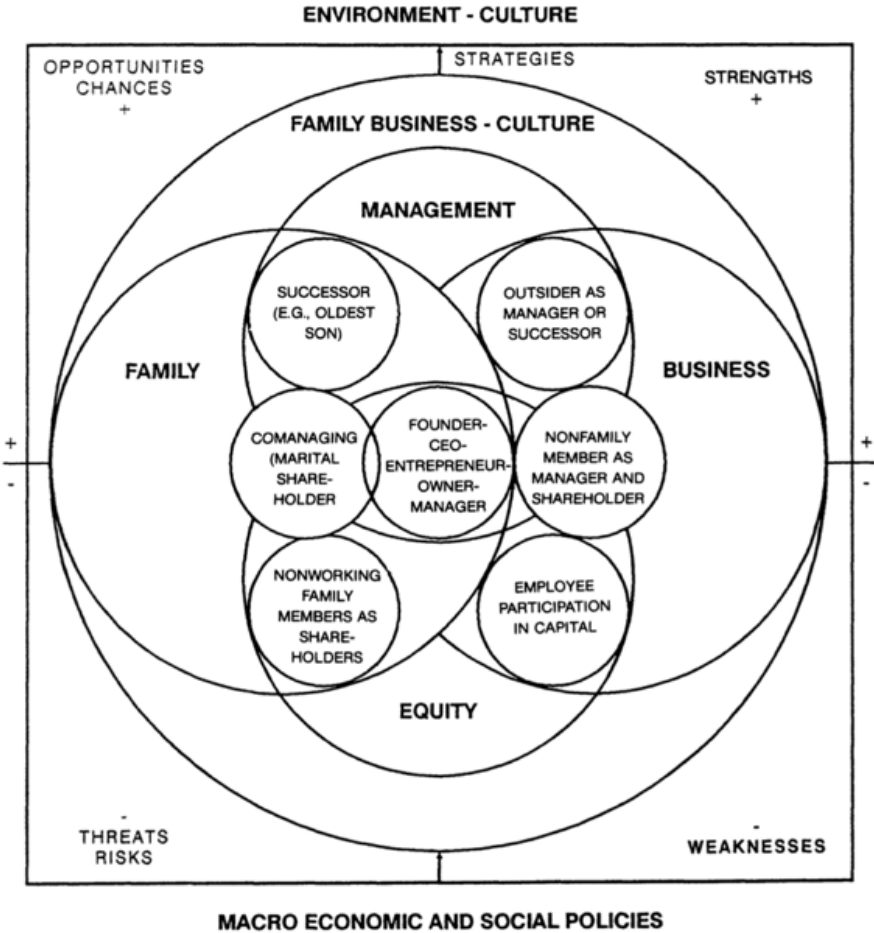 ENVIRONMENT - CULTURE
OPPORTUNITIES
CHANCES
+
STRATEGIES
STRENGTHS
+
FAMILY BUSINESS - CULTURE
MANAGEMENT
SUCCESSOR
(E.G., OLDEST
SON)
OUTSIDER AS
MANAGER OR
SUCCESSOR
FAMILY
BUSINESS
+
-
COMANAGING
(MARITAL
SHARE-
HOLDER
FOUNDER-
CEO-
ENTREPRENEUR-
OWNER-
MANAGER
NONFAMILY
MEMBER AS
MANAGER AND
SHAREHOLDER
+
-
NONWORKING
FAMILY
MEMBERS AS
SHARE-
HOLDERS
EMPLOYEE
PARTICIPATION
IN CAPITAL
EQUITY
-
THREATS
RISKS
-
WEAKNESSES
MACRO ECONOMIC AND SOCIAL POLICIES